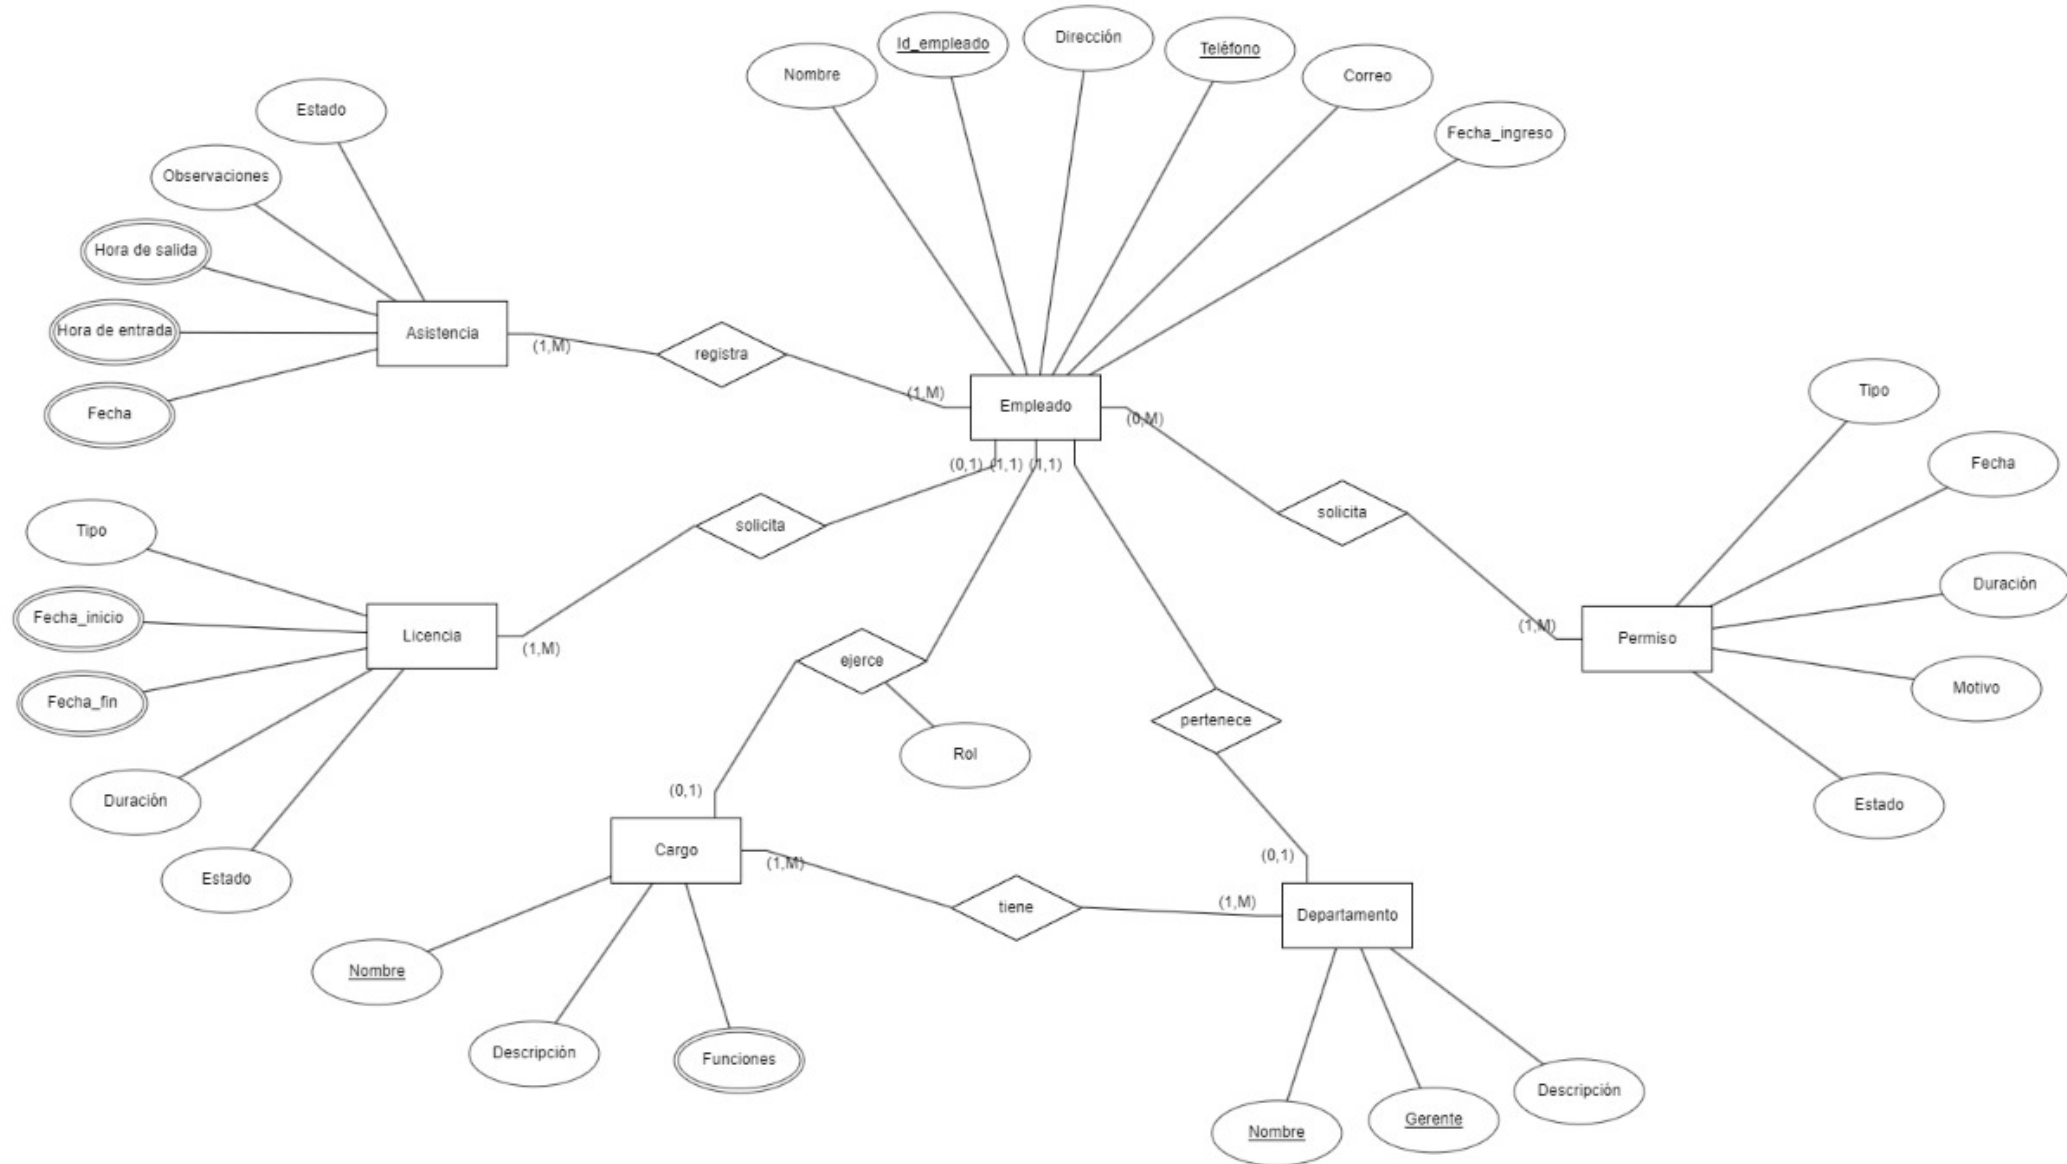 Id_empleado
Dirección
Teléfono
Nombre
Correo
Estado
Fecha_ingreso
Observaciones
Hora de salida
Hora de entrada
Asistencia
(1,M)
registra
(1,M)
Empleado
(0,M)
Fecha
Tipo
Fecha
(0,1)
(1,1)
(1,1)
solicita
solicita
Tipo
Fecha_inicio
Licencia
(1,M)
Fecha_fin
(1,M)
Permiso
Duración
Motivo
Estado
ejerce
Rol
pertenece
Duración
Estado
(0,1)
Cargo
(1,M)
tiene
(1,M)
(0,1)
Departamento
Nombre
Descripción
Funciones
Nombre
Gerente
Descripción